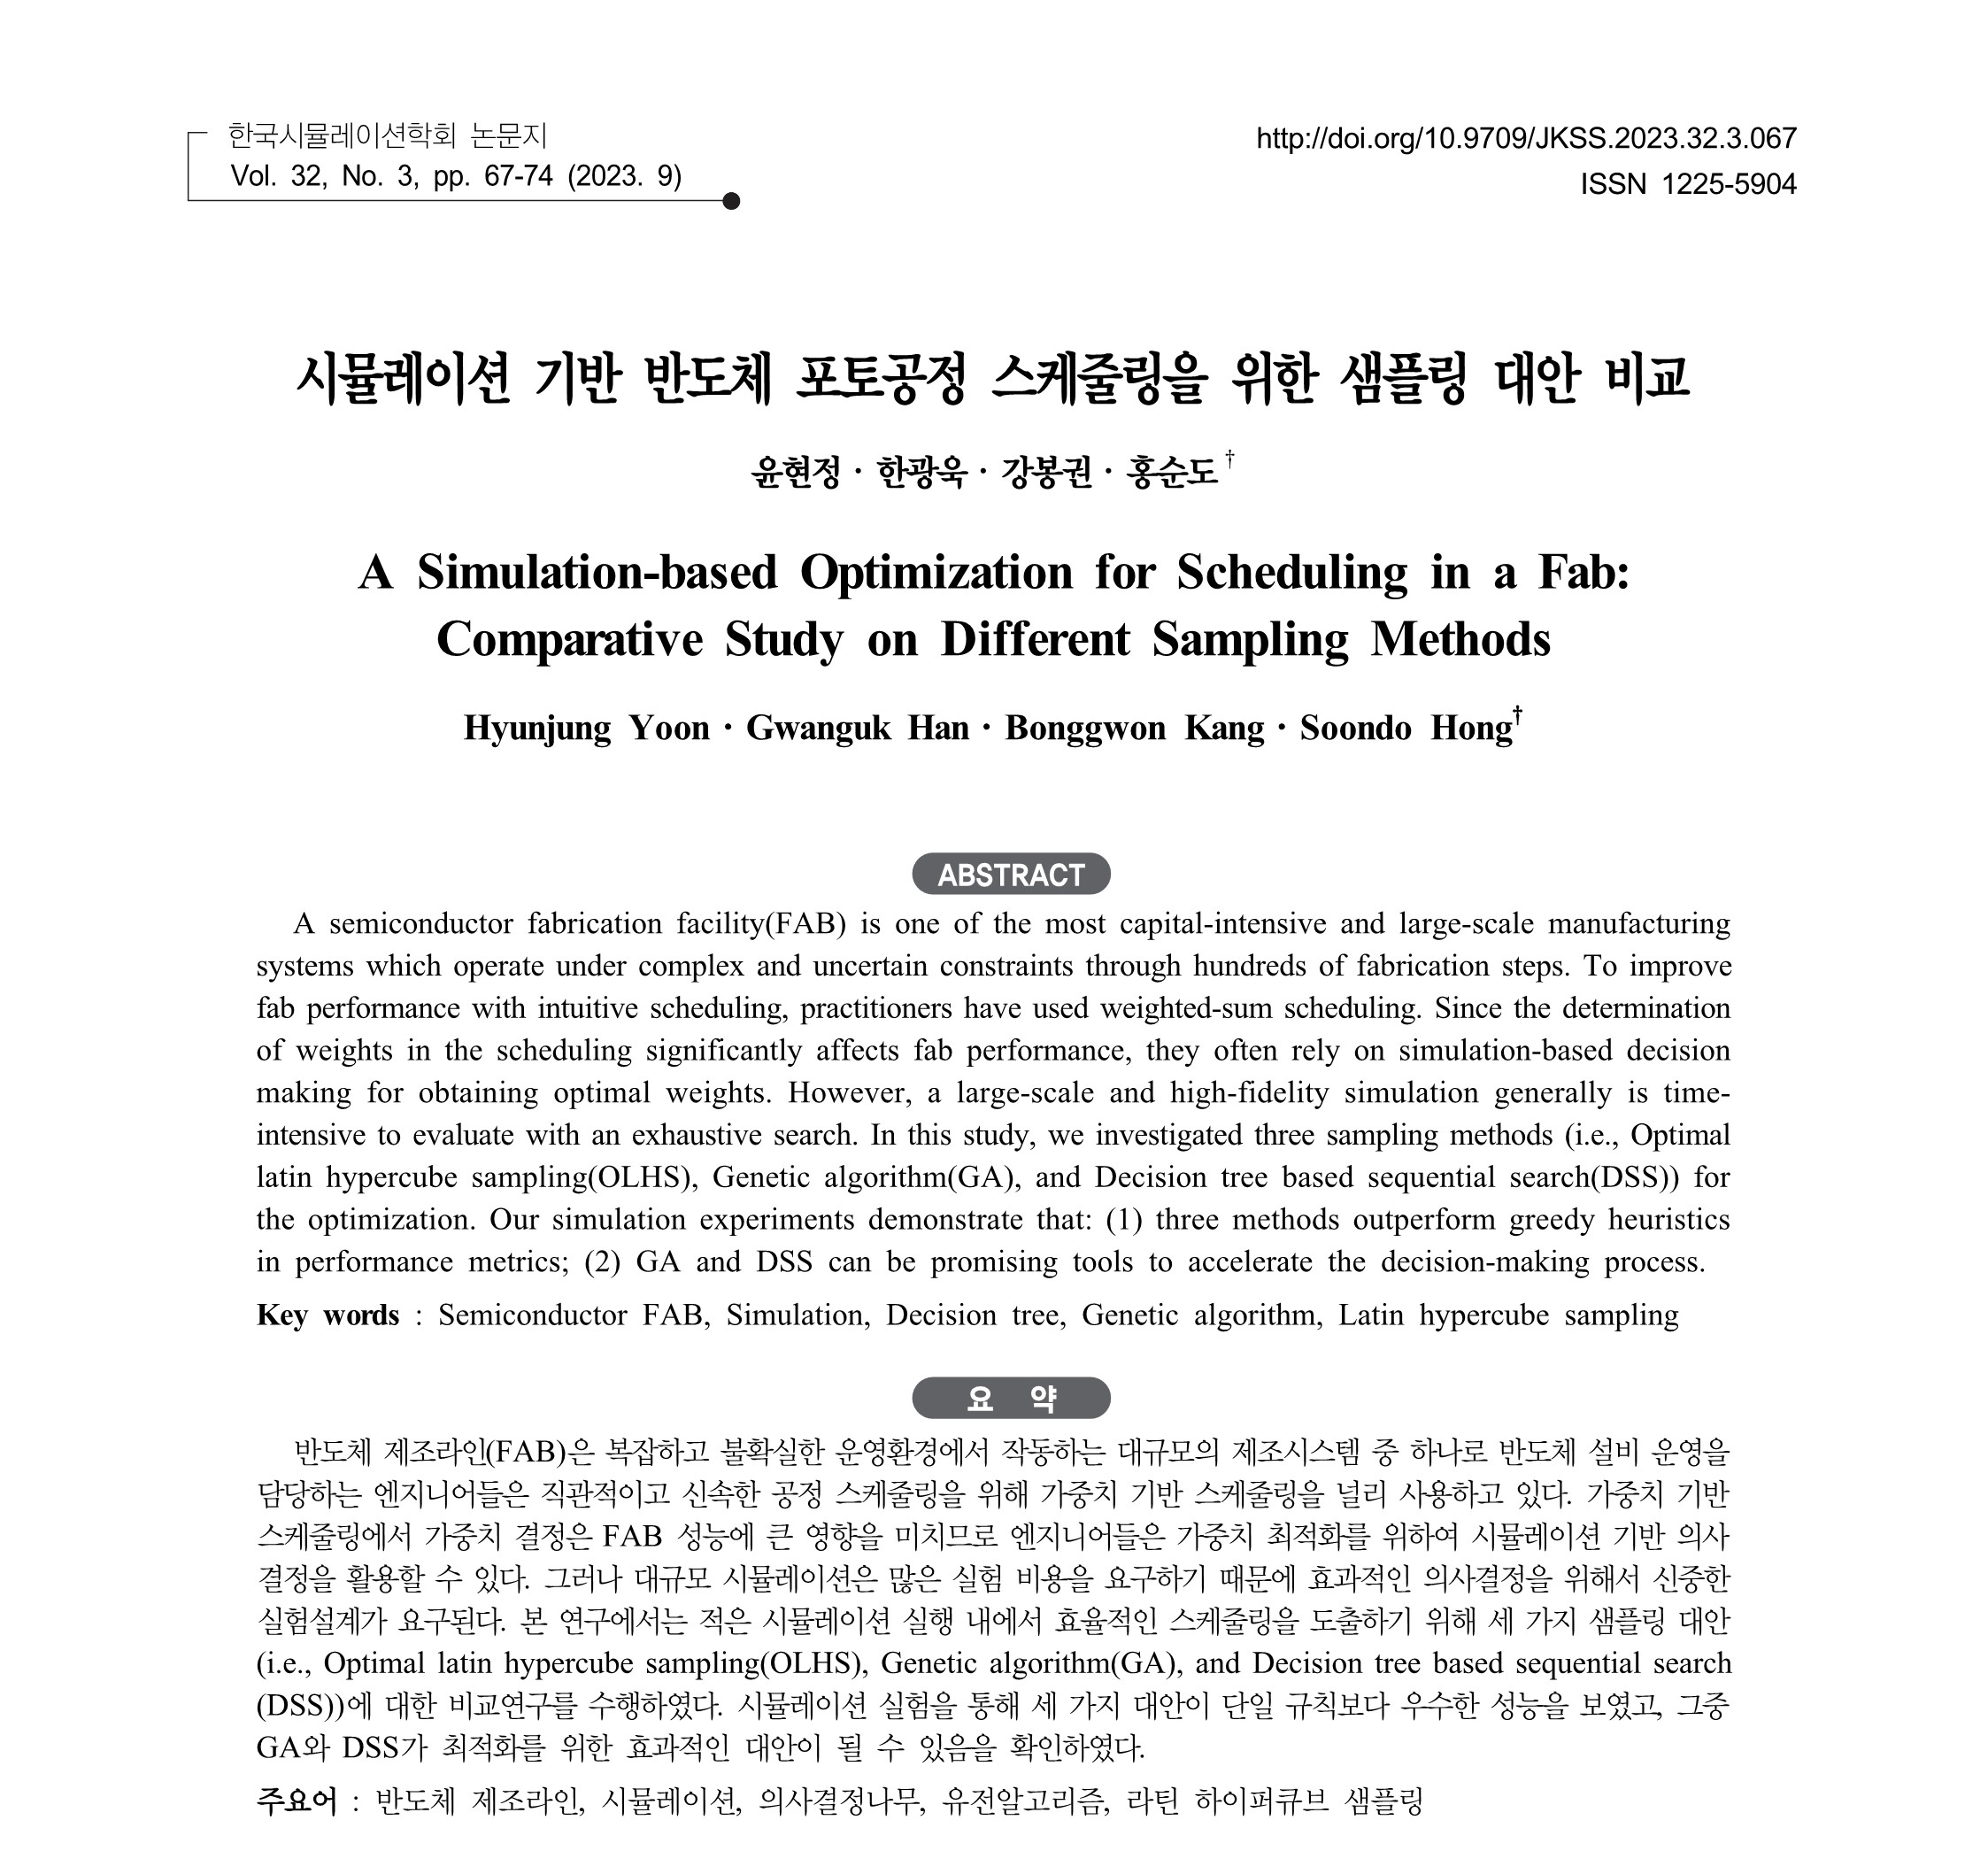 한국시뮬레이션학회 논문지
Vol. 32, No. 3, pp. 67-74 (2023. 9)
http://doi.org/10.9709/JKSS.2023.32.3.067
ISSN 1225-5904
시뮬레이션 기반 반도체 포토공정 스케줄링을 위한 샘플링 대안 비교
윤현정 · 한광욱 · 강봉권 · 홍순도†
A Simulation-based Optimization for Scheduling in a Fab:
Comparative Study on Different Sampling Methods
Hyunjung Yoon · Gwanguk Han · Bonggwon Kang · Soondo Hong†
ABSTRACT
A semiconductor fabrication facility(FAB) is one of the most capital-intensive and large-scale manufacturing
systems which operate under complex and uncertain constraints through hundreds of fabrication steps. To improve
fab performance with intuitive scheduling, practitioners have used weighted-sum scheduling. Since the determination
of weights in the scheduling significantly affects fab performance, they often rely on simulation-based decision
making for obtaining optimal weights. However, a large-scale and high-fidelity simulation generally is time-
intensive to evaluate with an exhaustive search. In this study, we investigated three sampling methods (i.e., Optimal
latin hypercube sampling(OLHS), Genetic algorithm(GA), and Decision tree based sequential search(DSS)) for
the optimization. Our simulation experiments demonstrate that: (1) three methods outperform greedy heuristics
in performance metrics; (2) GA and DSS can be promising tools to accelerate the decision-making process.
Key words : Semiconductor FAB, Simulation, Decision tree, Genetic algorithm, Latin hypercube sampling
요 약
반도체 제조라인(FAB)은 복잡하고 불확실한 운영환경에서 작동하는 대규모의 제조시스템 중 하나로 반도체 설비 운영을
담당하는 엔지니어들은 직관적이고 신속한 공정 스케줄링을 위해 가중치 기반 스케줄링을 널리 사용하고 있다. 가중치 기반
스케줄링에서 가중치 결정은 FAB 성능에 큰 영향을 미치므로 엔지니어들은 가중치 최적화를 위하여 시뮬레이션 기반 의사
결정을 활용할 수 있다. 그러나 대규모 시뮬레이션은 많은 실험 비용을 요구하기 때문에 효과적인 의사결정을 위해서 신중한
실험설계가 요구된다. 본 연구에서는 적은 시뮬레이션 실행 내에서 효율적인 스케줄링을 도출하기 위해 세 가지 샘플링 대안
(i.e., Optimal latin hypercube sampling(OLHS), Genetic algorithm(GA), and Decision tree based sequential search
(DSS))에 대한 비교연구를 수행하였다. 시뮬레이션 실험을 통해 세 가지 대안이 단일 규칙보다 우수한 성능을 보였고, 그중
GA와 DSS가 최적화를 위한 효과적인 대안이 될 수 있음을 확인하였다.
주요어 : 반도체 제조라인, 시뮬레이션, 의사결정나무, 유전알고리즘, 라틴 하이퍼큐브 샘플링